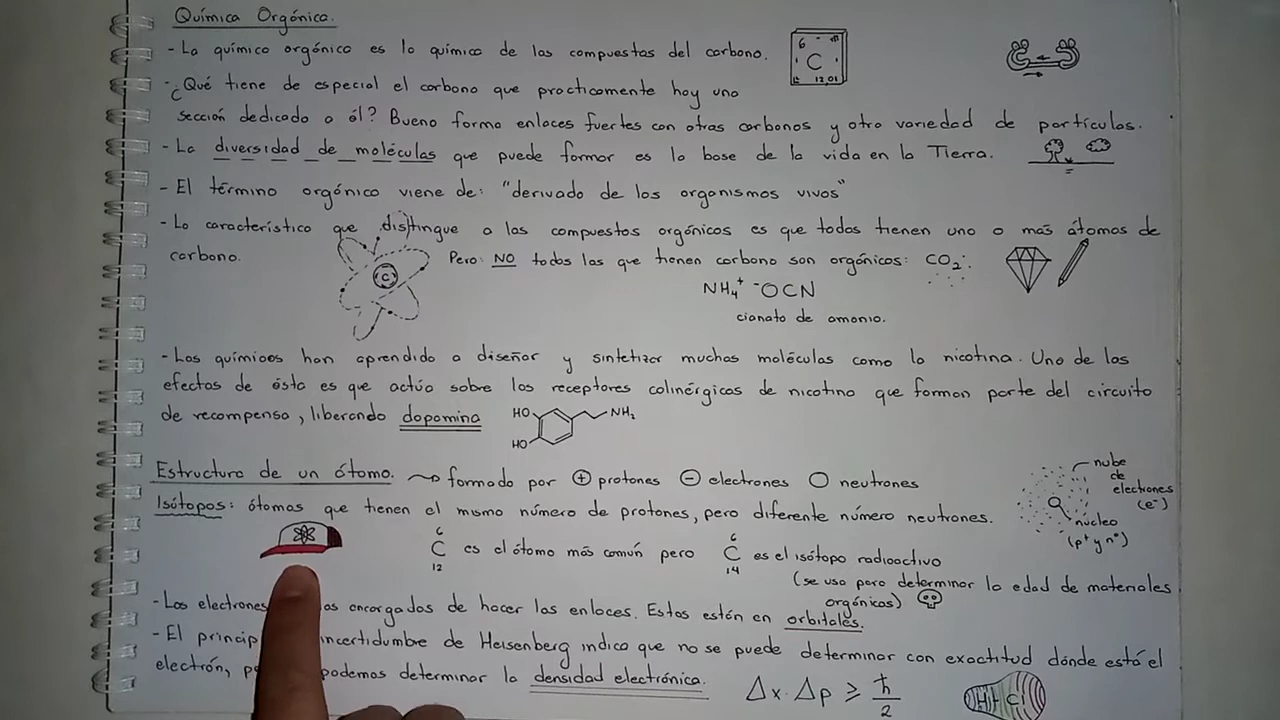 Química Orgánica.
- La química orgánica es la química de los compuestos del carbono.
6
C
12,01
- ¿Qué tiene de especial el carbono que practicamente hay una
sección dedicada a él? Bueno forma enlaces fuertes con otros carbonos y otra variedad de partículas.
- La diversidad de moléculas que puede formar es la base de la vida en la Tierra.
- El término orgánico viene de: "derivado de los organismos vivos"
- Lo característico que distingue a los compuestos orgánicos es que todos tienen uno o más átomos de
carbono.
C
Pero NO todos los que tienen carbono son orgánicos: CO2.
NH4+ -OCN
cianato de amonio.
- Los químicos han aprendido a diseñar y sintetizar muchas moléculas como la nicotina. Uno de los
efectos de ésta es que actúa sobre los receptores colinérgicos de nicotina que forman parte del circuito
de recompensa, liberando dopamina
HO
HO
NH2
Estructura de un átomo. formado por + protones - electrones neutrones
nube
de
electrones
(e-)
núcleo
(p+ y n°)
Isótopos: átomos que tienen el mismo número de protones, pero diferente número neutrones.
6
C
12
es el átomo más común pero
6
C
14
es el isótopo radioactivo
(se usa para determinar la edad de materiales
orgánicos)
- Los electrones encargados de hacer los enlaces. Estos están en orbitales.
- El incertidumbre de Heisenberg indica que no se puede determinar con exactitud dónde está el
electrón, podemos determinar la densidad electrónica.
Δx·Δp ≥ ħ/2
H C